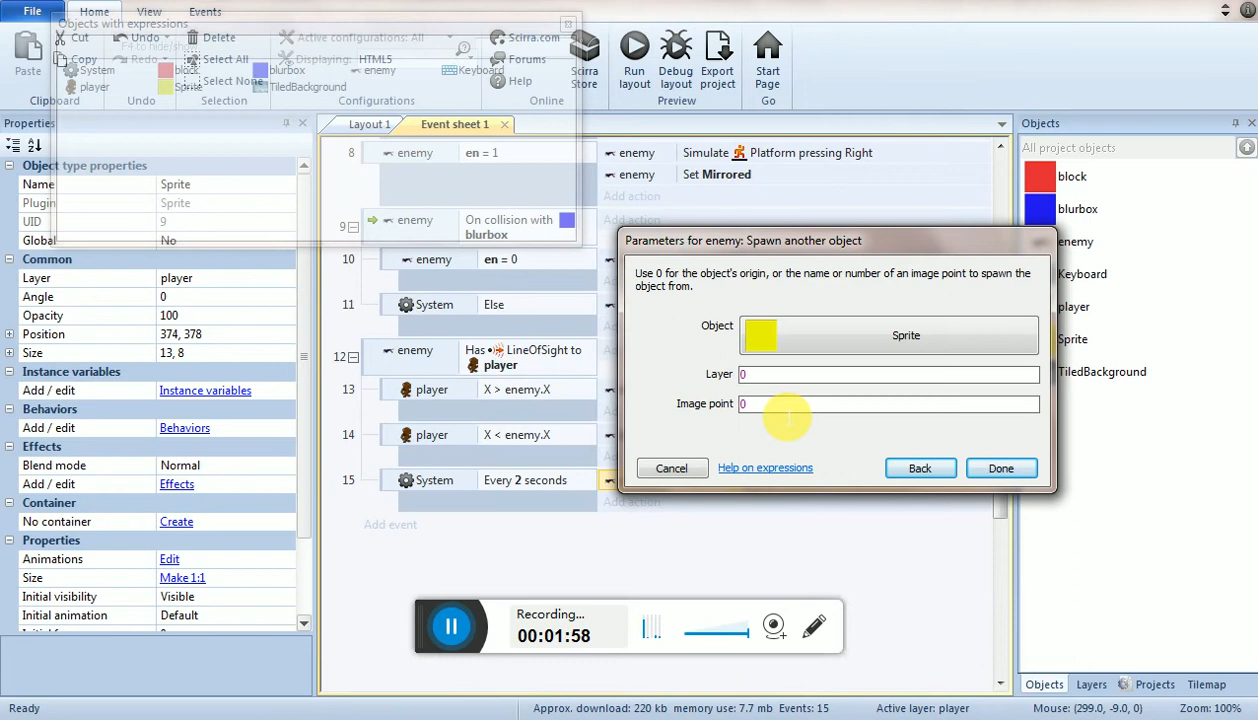 File
Home
View
Events
Objects with expressions
F4 to hide/show
System
block
blurbox
enemy
Keyboard
player
Sprite
TiledBackground
Paste
Cut
Copy
Clipboard
Undo
Redo
Undo
Delete
Select All
Select None
Selection
Active configurations: All
Displaying: HTML5
Configurations
Scirra.com
Forums
Help
Online
Scirra Store
Run layout
Debug layout
Export project
Preview
Start Page
Go
Properties
Object type properties
Name Sprite
Plugin Sprite
UID 9
Global No
Common
Layer player
Angle 0
Opacity 100
Position 374, 378
Size 13, 8
Instance variables
Add / edit Instance variables
Behaviors
Add / edit Behaviors
Effects
Blend mode Normal
Add / edit Effects
Container
No container Create
Properties
Animations Edit
Size Make 1:1
Initial visibility Visible
Initial animation Default
Layout 1
Event sheet 1
8 enemy en = 1
enemy Simulate Platform pressing Right
enemy Set Mirrored
Add action
9 enemy On collision with
blurbox
10 enemy en = 0
11 System Else
12 enemy Has LineOfSight to
player
13 player X > enemy.X
14 player X < enemy.X
15 System Every 2 seconds
Add action
Add event
Parameters for enemy: Spawn another object
Use 0 for the object's origin, or the name or number of an image point to spawn the
object from.
Object Sprite
Layer 0
Image point 0
Cancel
Help on expressions
Back
Done
Recording...
00:01:58
Objects
All project objects
block
blurbox
enemy
Keyboard
player
Sprite
TiledBackground
Objects
Layers
Projects
Tilemap
Ready
Approx. download: 220 kb
memory use: 7.7 mb
Events: 15
Active layer: player
Mouse: (299.0, -9.0, 0)
Zoom: 100%